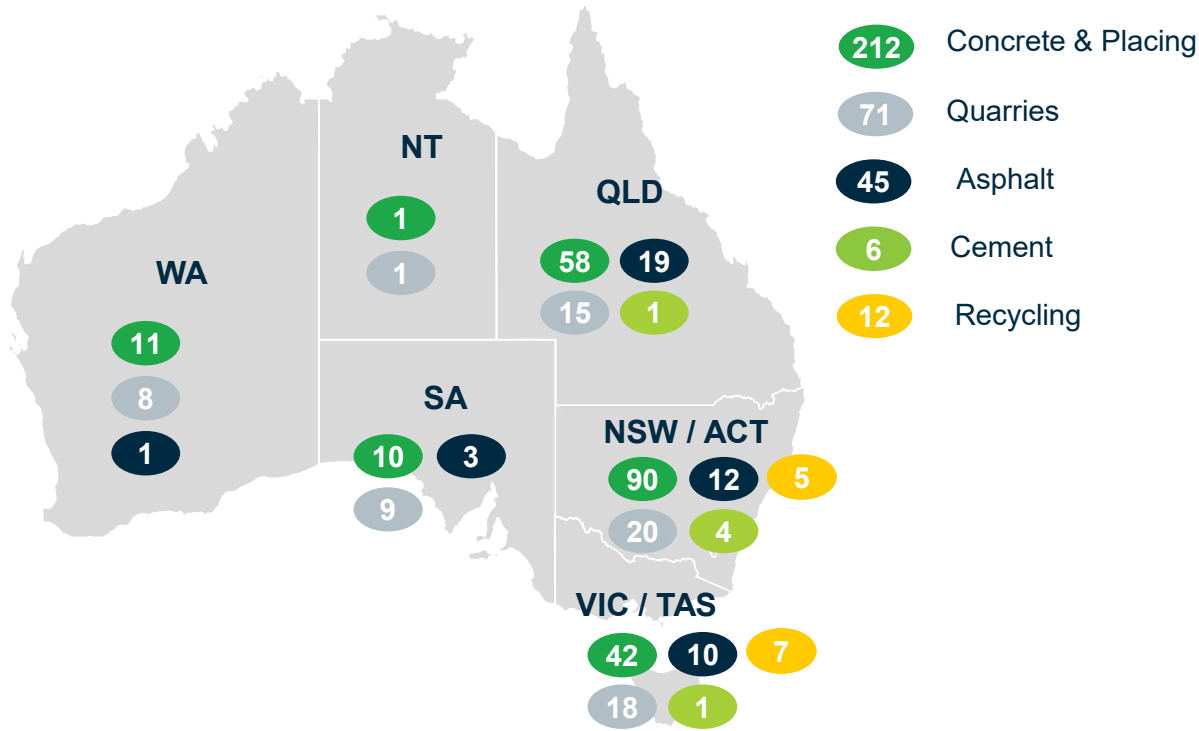 212 Concrete & Placing
71 Quarries
45 Asphalt
6 Cement
12 Recycling
NT
1
1
QLD
58 19
15 1
WA
11
8
1
SA
10 3
9
NSW / ACT
90 12 5
20 4
VIC / TAS
42 10 7
18 1